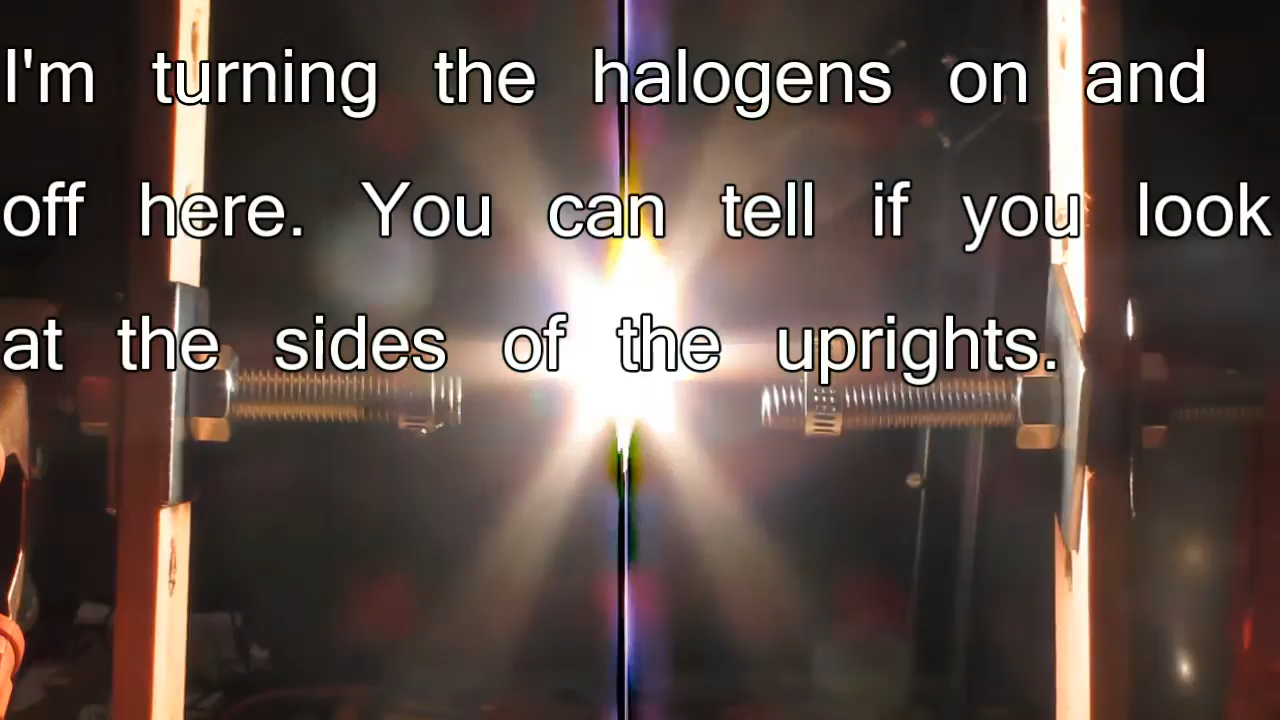 I'm turning the halogens on and
off here. You can tell if you look
at the sides of the uprights.